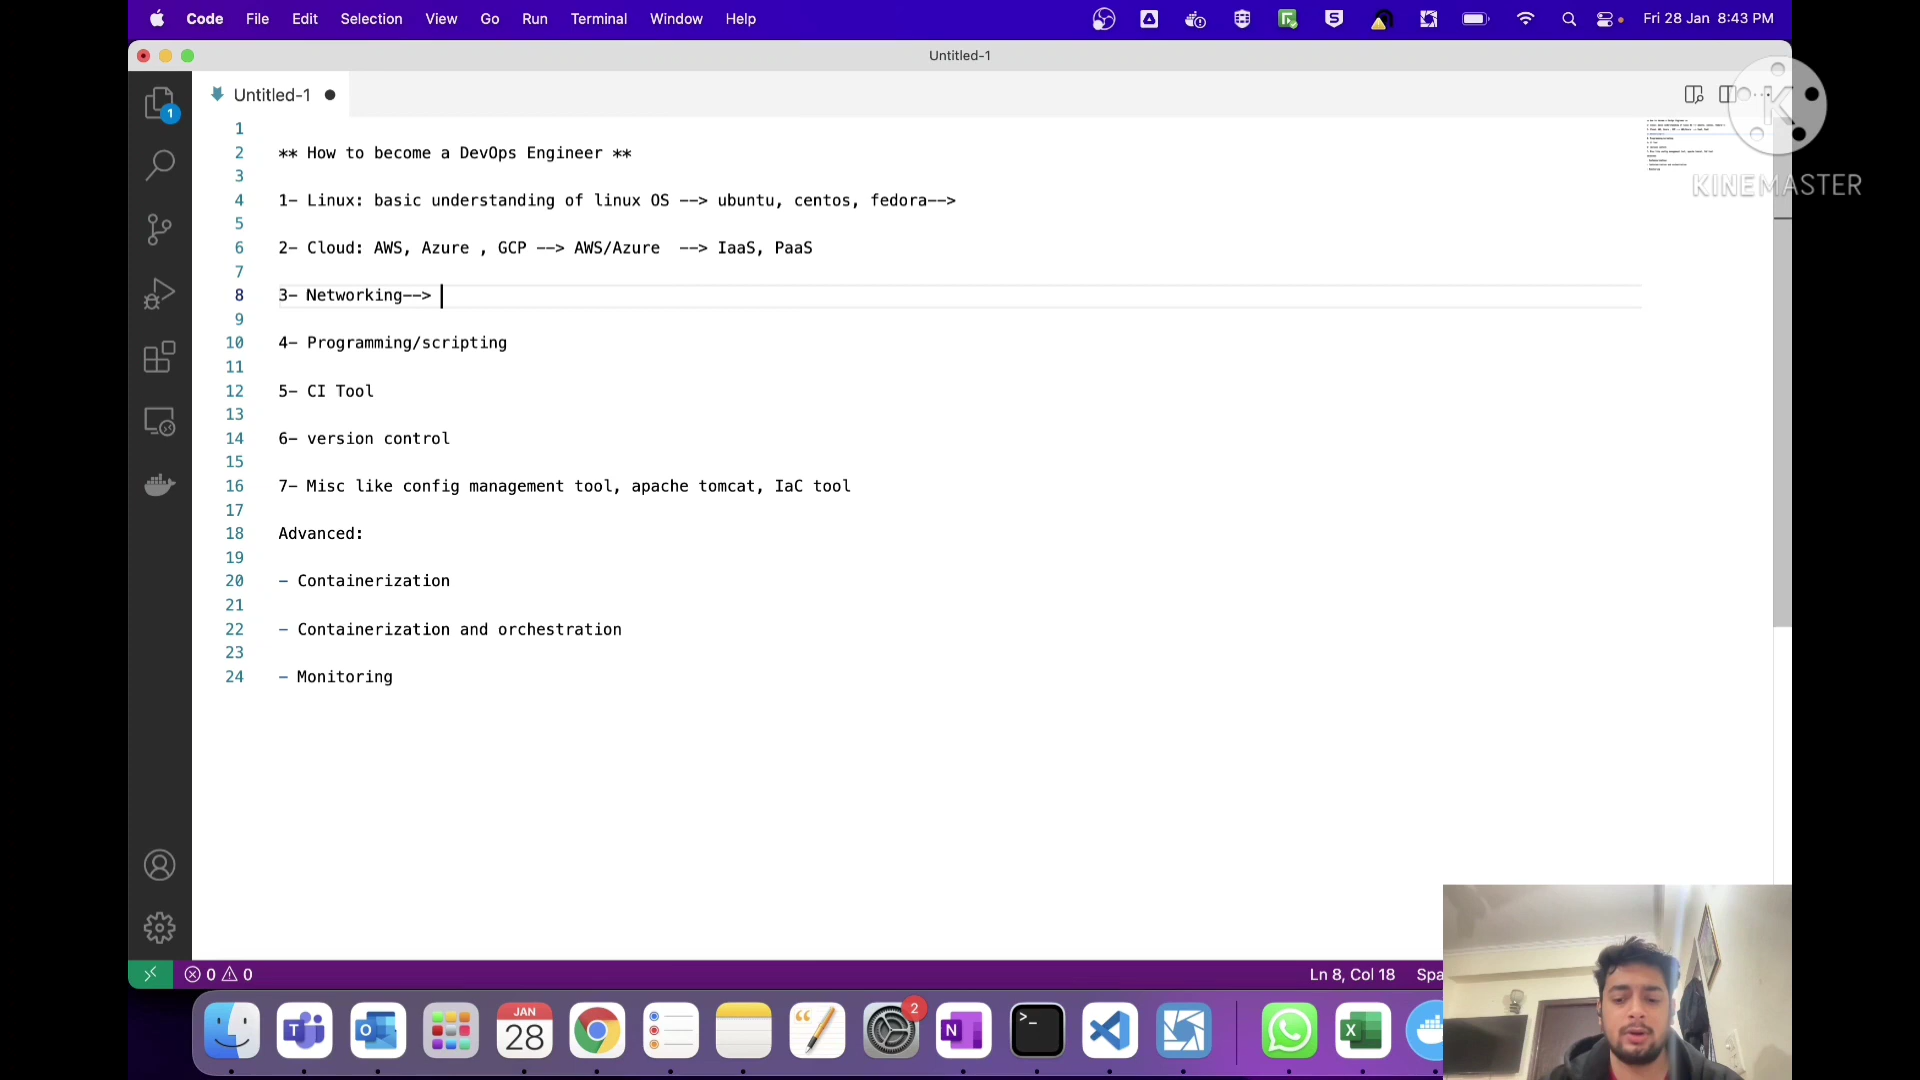 Code File Edit Selection View Go Run Terminal Window Help Fri 28 Jan 8:43 PM
Untitled-1
Untitled-1
KINEMASTER
1
2 ** How to become a DevOps Engineer **
3
4 1- Linux: basic understanding of linux OS --> ubuntu, centos, fedora-->
5
6 2- Cloud: AWS, Azure , GCP --> AWS/Azure --> IaaS, PaaS
7
8 3- Networking-->
9
10 4- Programming/scripting
11
12 5- CI Tool
13
14 6- version control
15
16 7- Misc like config management tool, apache tomcat, IaC tool
17
18 Advanced:
19
20 - Containerization
21
22 - Containerization and orchestration
23
24 - Monitoring
1
0 0 Ln 8, Col 18 Spa
JAN
28
2